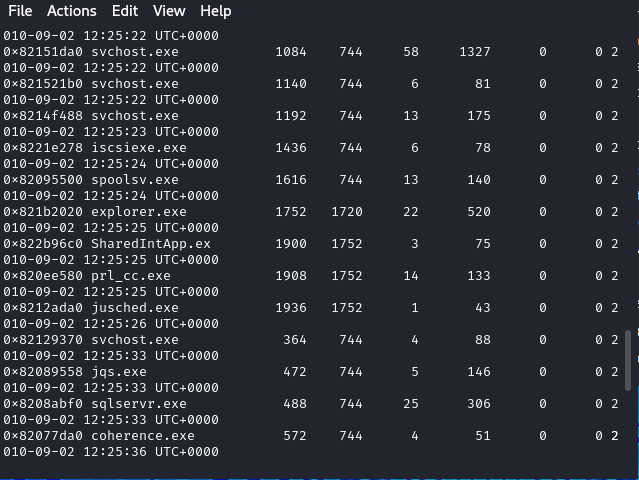 File Actions Edit View Help
010-09-02 12:25:22 UTC+0000
0×82151da0 svchost.exe 1084 744 58 1327 0 0 2
010-09-02 12:25:22 UTC+0000
0×821521b0 svchost.exe 1140 744 6 81 0 0 2
010-09-02 12:25:22 UTC+0000
0×8214f488 svchost.exe 1192 744 13 175 0 0 2
010-09-02 12:25:23 UTC+0000
0×8221e278 iscsiexe.exe 1436 744 6 78 0 0 2
010-09-02 12:25:24 UTC+0000
0×82095500 spoolsv.exe 1616 744 13 140 0 0 2
010-09-02 12:25:24 UTC+0000
0×821b2020 explorer.exe 1752 1720 22 520 0 0 2
010-09-02 12:25:25 UTC+0000
0×822b96c0 SharedIntApp.ex 1900 1752 3 75 0 0 2
010-09-02 12:25:25 UTC+0000
0×820ee580 prl_cc.exe 1908 1752 14 133 0 0 2
010-09-02 12:25:25 UTC+0000
0×8212ada0 jusched.exe 1936 1752 1 43 0 0 2
010-09-02 12:25:26 UTC+0000
0×82129370 svchost.exe 364 744 4 88 0 0 2
010-09-02 12:25:33 UTC+0000
0×82089558 jqs.exe 472 744 5 146 0 0 2
010-09-02 12:25:33 UTC+0000
0×8208abf0 sqlservr.exe 488 744 25 306 0 0 2
010-09-02 12:25:33 UTC+0000
0×82077da0 coherence.exe 572 744 4 51 0 0 2
010-09-02 12:25:36 UTC+0000